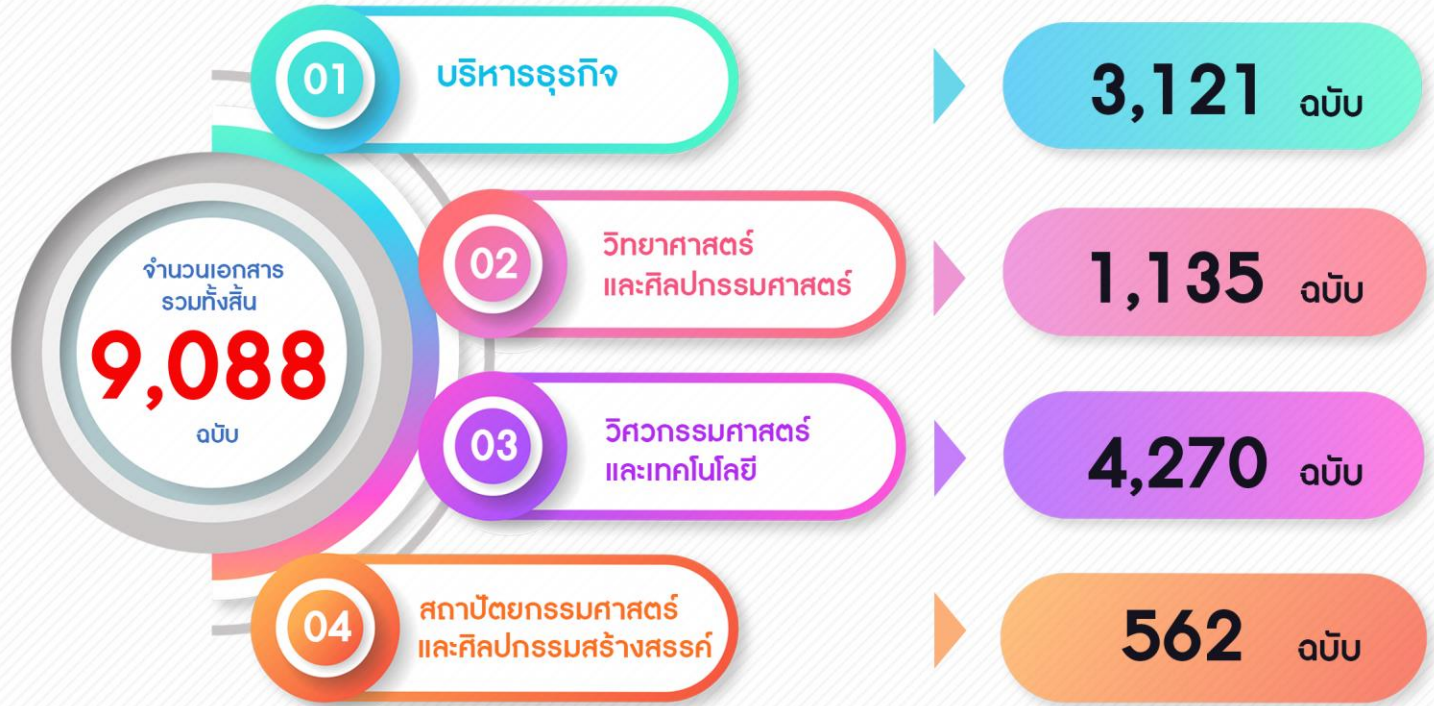 01
บริหารธุรกิจ
3,121 ฉบับ
จำนวนเอกสาร
รวมทั้งสิ้น
9,088
ฉบับ
02
วิทยาศาสตร์
และศิลปกรรมศาสตร์
1,135 ฉบับ
03
วิศวกรรมศาสตร์
และเทคโนโลยี
4,270 ฉบับ
04
สถาปัตยกรรมศาสตร์
และศิลปกรรมสร้างสรรค์
562 ฉบับ